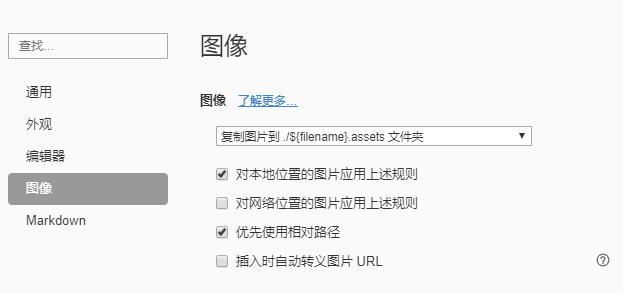 查找…
通用
外观
编辑器
图像
Markdown
图像
图像 了解更多…
复制图片到 ./${filename}.assets 文件夹
对本地位置的图片应用上述规则
对网络位置的图片应用上述规则
优先使用相对路径
插入时自动转义图片 URL
?